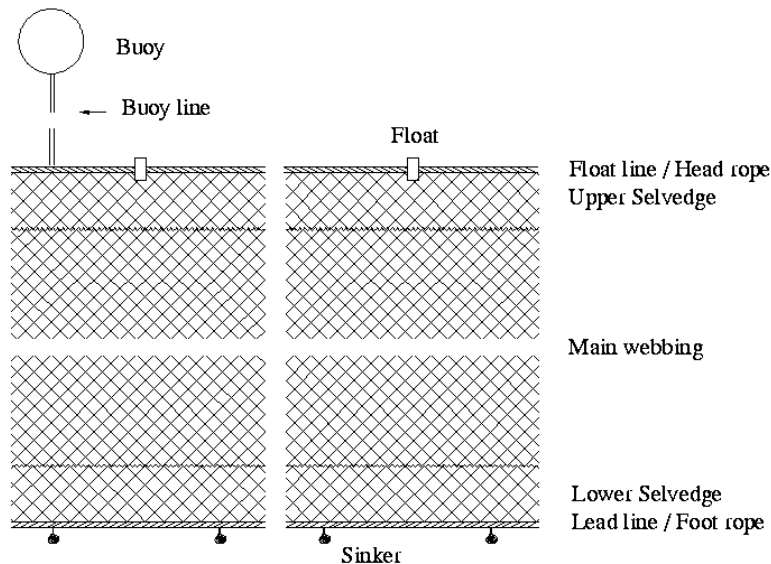 Buoy
Buoy line
Float
Float line / Head rope
Upper Selvedge
Main webbing
Lower Selvedge
Lead line / Foot rope
Sinker